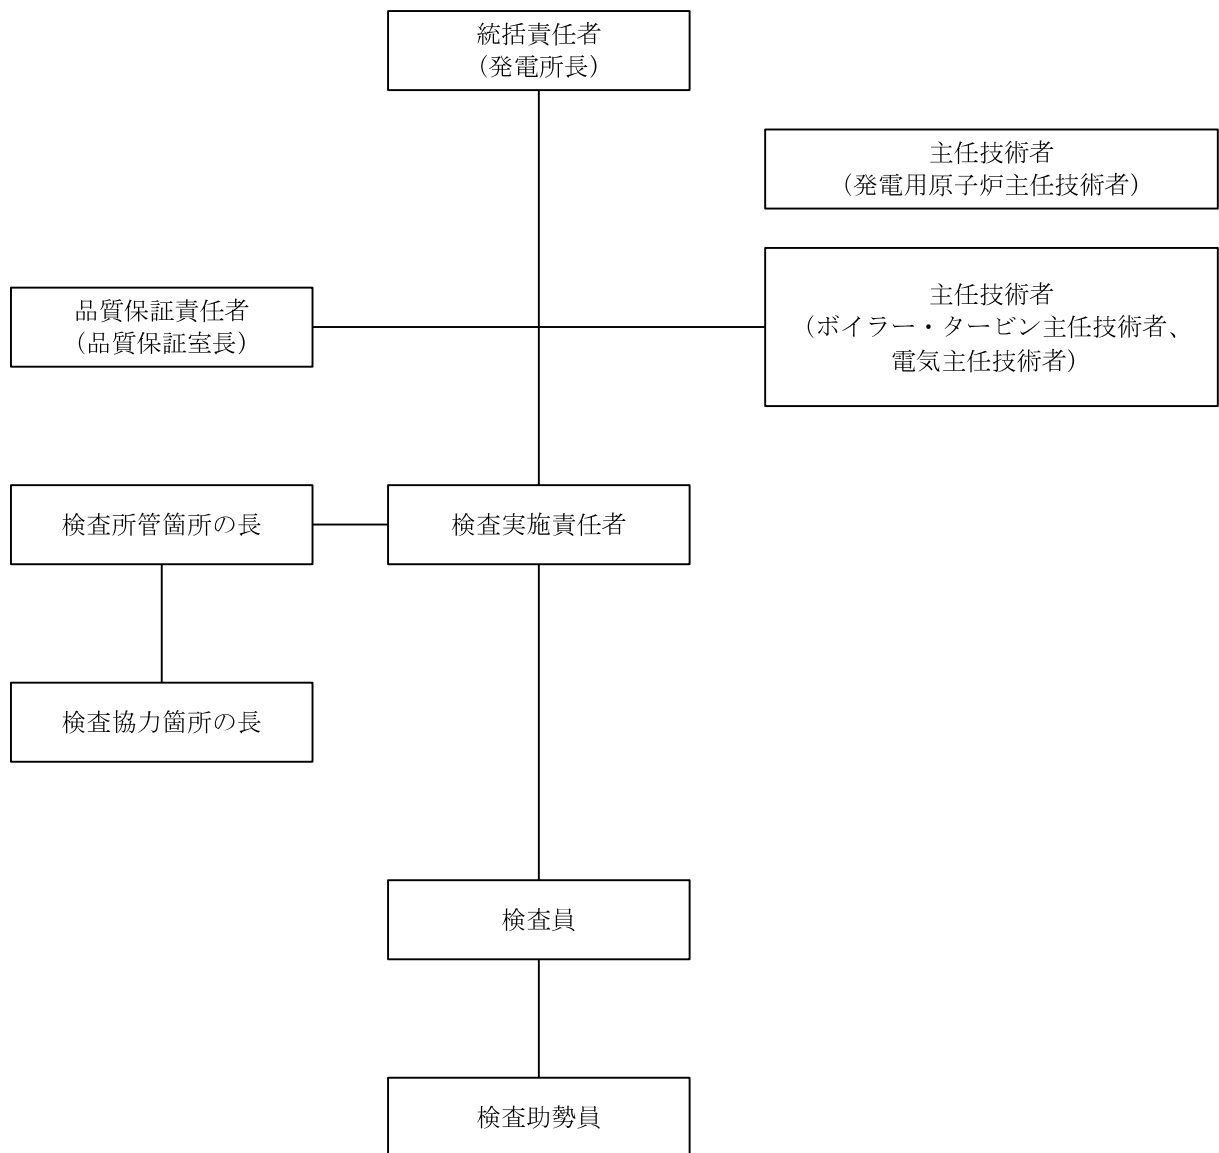 統括責任者
（発電所長）
主任技術者
（発電用原子炉主任技術者）
主任技術者
（ボイラー・タービン主任技術者、
電気主任技術者）
品質保証責任者
（品質保証室長）
検査所管箇所の長
検査実施責任者
検査協力箇所の長
検査員
検査助勢員